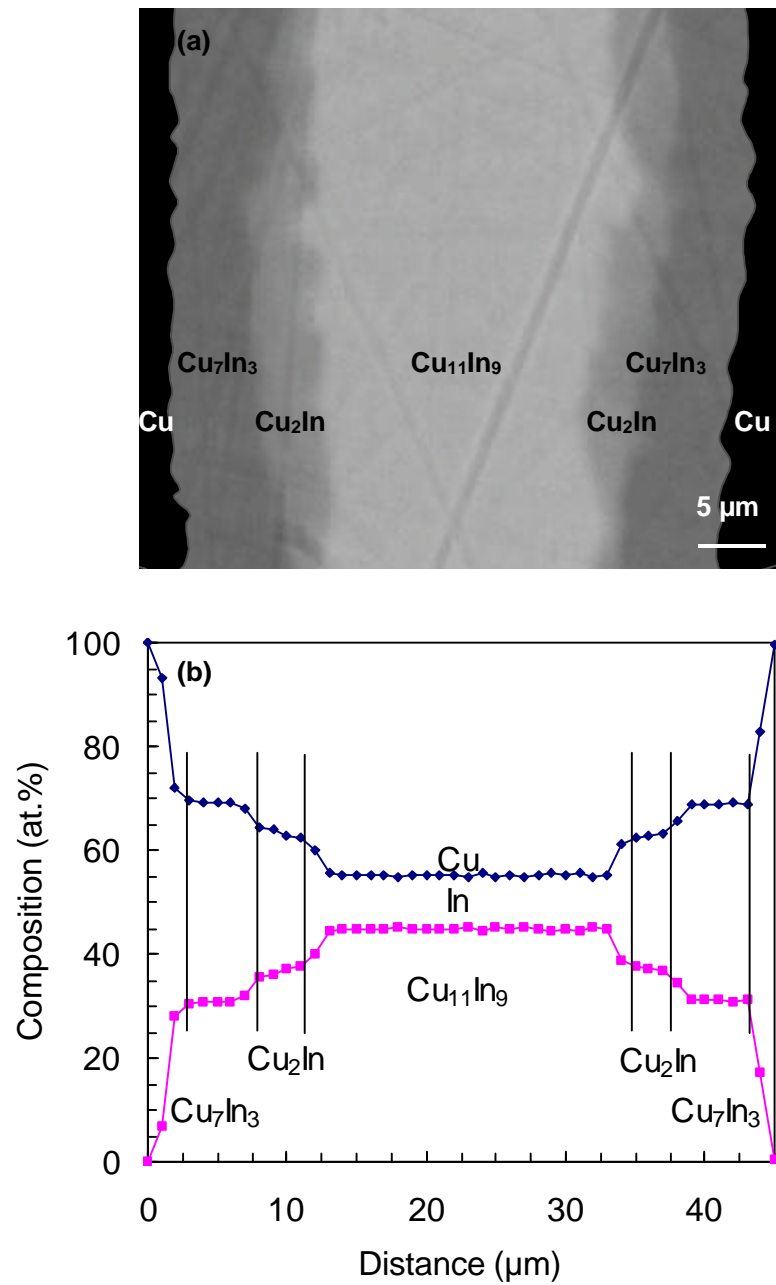 (a)
Cu₇In₃ Cu₁₁In₉ Cu₇In₃
Cu Cu₂In Cu₂In Cu
5 µm
(b)
100
80
60
40
20
0
Composition (at.%)
Cu
In
Cu₁₁In₉
Cu₂In Cu₂In
Cu₇In₃ Cu₇In₃
0 10 20 30 40
Distance (µm)